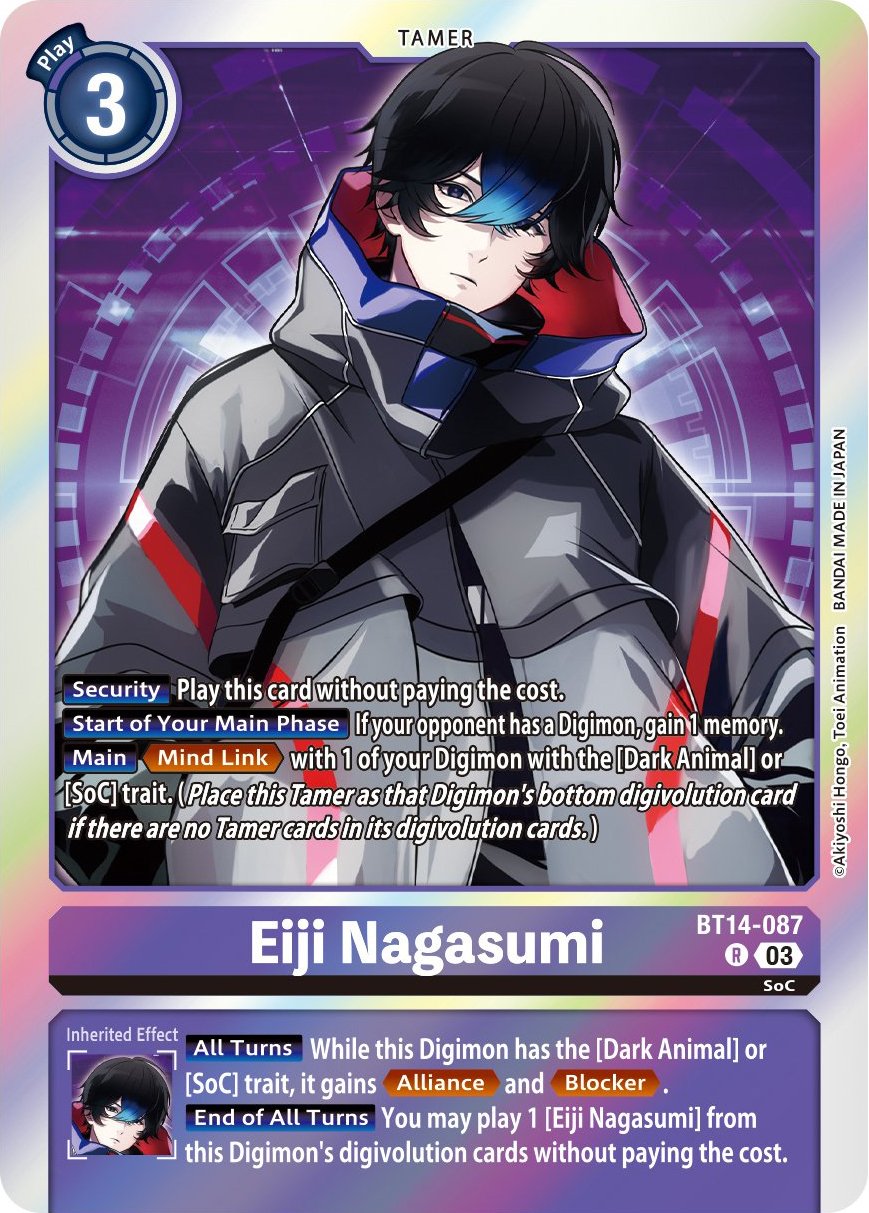 TAMER
Play
3
Security Play this card without paying the cost.
Start of Your Main Phase If your opponent has a Digimon, gain 1 memory.
Main Mind Link with 1 of your Digimon with the [Dark Animal] or
[SoC] trait. (Place this Tamer as that Digimon's bottom digivolution card
if there are no Tamer cards in its digivolution cards.)
©Akiyoshi Hongo, Toei Animation BANDAI MADE IN JAPAN
Eiji Nagasumi
BT14-087
R 03
SoC
Inherited Effect
All Turns While this Digimon has the [Dark Animal] or
[SoC] trait, it gains Alliance and Blocker.
End of All Turns You may play 1 [Eiji Nagasumi] from
this Digimon's digivolution cards without paying the cost.